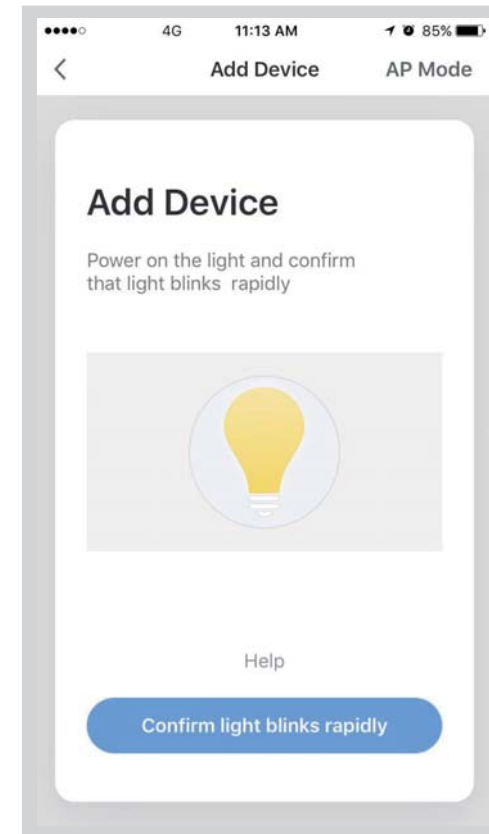 4G 11:13 AM 85%
Add Device AP Mode
Add Device
Power on the light and confirm
that light blinks rapidly
Help
Confirm light blinks rapidly